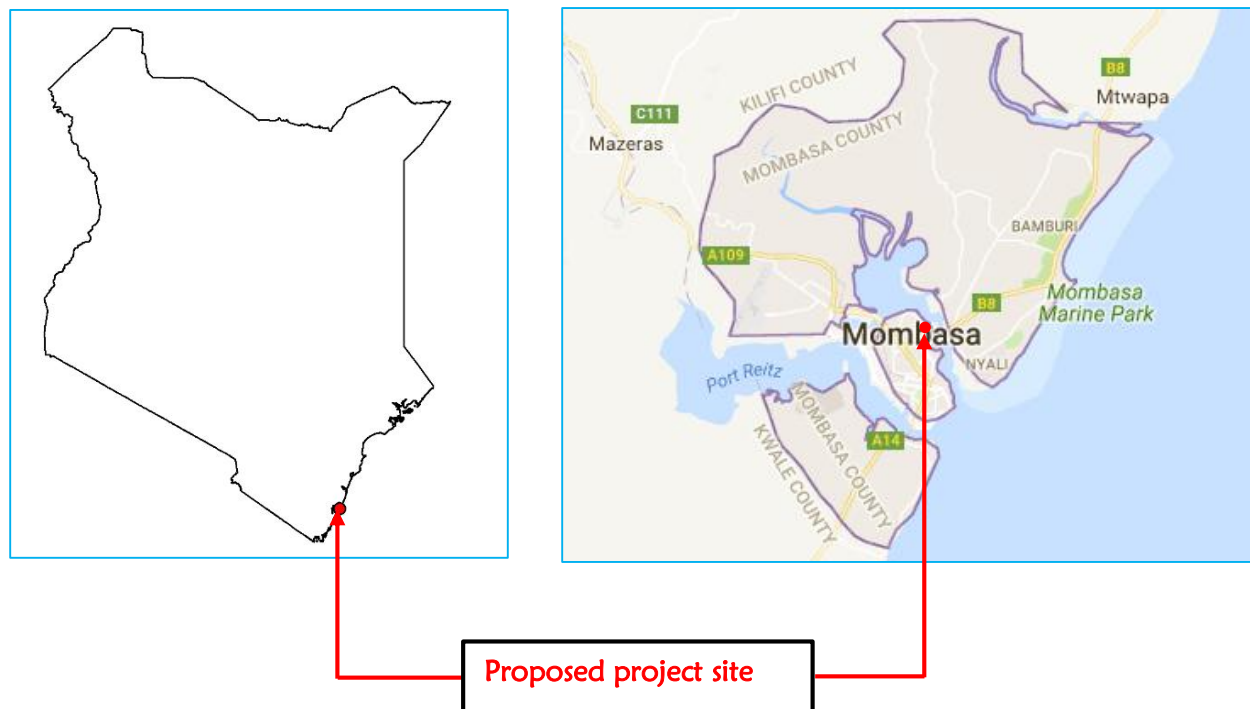 KILIFI COUNTY
B8
Mtwapa
C111
Mazeras
MOMBASA COUNTY
BAMBURI
A109
B8
Mombasa
Marine Park
Mombasa
NYALI
Port Reitz
MOMBASA COUNTY
A14
KWALE COUNTY
Proposed project site